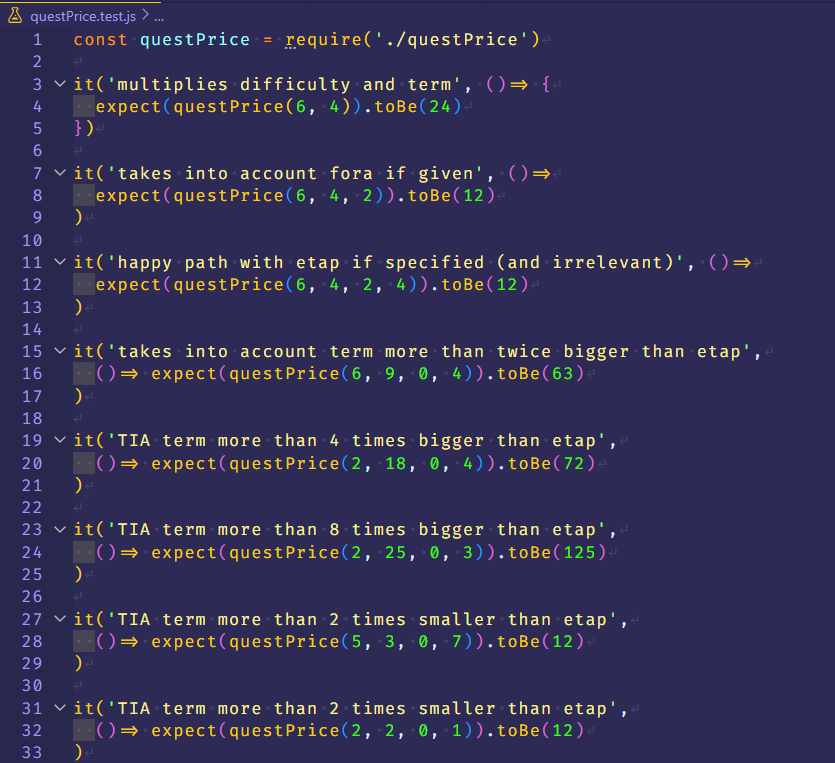 questPrice.test.js > ...
1 const questPrice = require('./questPrice')
2
3 it('multiplies difficulty and term', ()=> {
4 expect(questPrice(6, 4)).toBe(24)
5 })
6
7 it('takes into account fora if given', ()=>
8 expect(questPrice(6, 4, 2)).toBe(12)
9 )
10
11 it('happy path with etap if specified (and irrelevant)', ()=>
12 expect(questPrice(6, 4, 2, 4)).toBe(12)
13 )
14
15 it('takes into account term more than twice bigger than etap',
16 ()=> expect(questPrice(6, 9, 0, 4)).toBe(63)
17 )
18
19 it('TIA term more than 4 times bigger than etap',
20 ()=> expect(questPrice(2, 18, 0, 4)).toBe(72)
21 )
22
23 it('TIA term more than 8 times bigger than etap',
24 ()=> expect(questPrice(2, 25, 0, 3)).toBe(125)
25 )
26
27 it('TIA term more than 2 times smaller than etap',
28 ()=> expect(questPrice(5, 3, 0, 7)).toBe(12)
29 )
30
31 it('TIA term more than 2 times smaller than etap',
32 ()=> expect(questPrice(2, 2, 0, 1)).toBe(12)
33 )